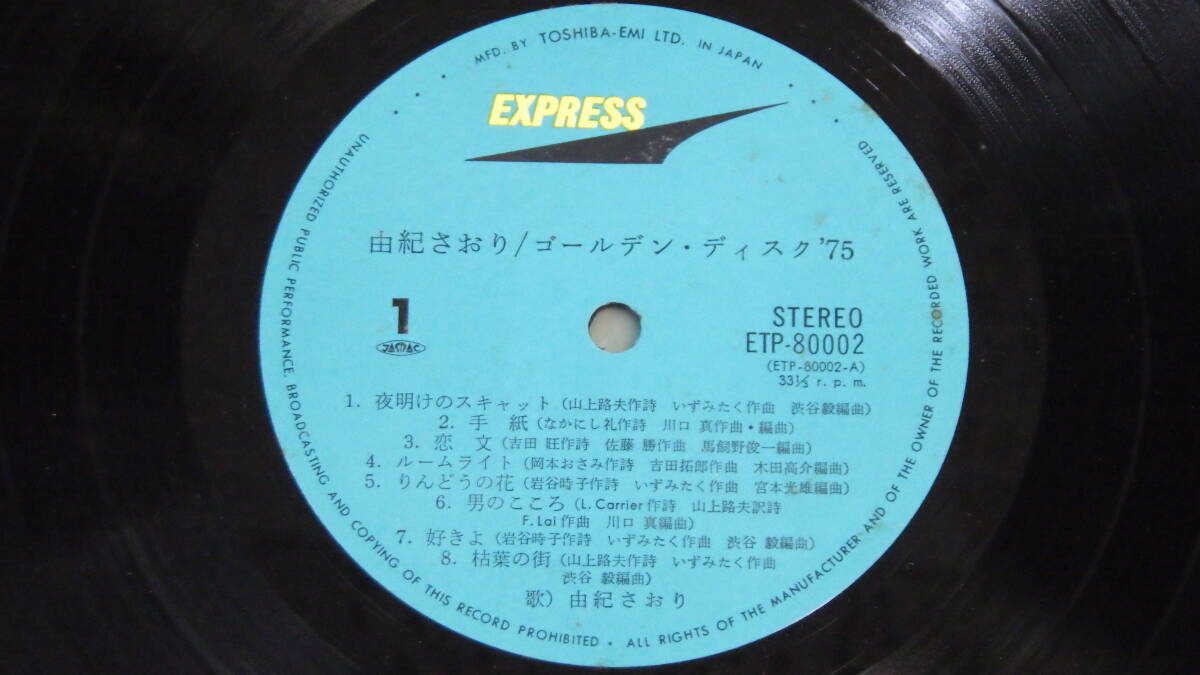 MFD. BY TOSHIBA-EMI LTD. IN JAPAN
EXPRESS
由紀さおり/ゴールデン・ディスク'75
1
JASRAC
STEREO
ETP-80002
(ETP-80002-A)
33⅓ r. p. m.
1. 夜明けのスキャット(山上路夫作詩 いずみたく作曲 渋谷毅編曲)
2. 手 紙(なかにし礼作詩 川口 真作曲・編曲)
3. 恋 文(吉田 旺作詩 佐藤 勝作曲 馬飼野俊一編曲)
4. ルームライト(岡本おさみ作詩 吉田拓郎作曲 木田高介編曲)
5. りんどうの花(岩谷時子作詩 いずみたく作曲 宮本光雄編曲)
6. 男のこころ(L. Carrier作詩 山上路夫訳詩
F. Lai作曲 川口 真編曲)
7. 好きよ(岩谷時子作詩 いずみたく作曲 渋谷 毅編曲)
8. 枯葉の街(山上路夫作詩 いずみたく作曲
渋谷 毅編曲)
歌) 由紀さおり
UNAUTHORIZED PUBLIC PERFORMANCE, BROADCASTING AND COPYING OF THIS RECORD PROHIBITED • ALL RIGHTS OF THE MANUFACTURER AND OF THE OWNER OF THE RECORDED WORK ARE RESERVED